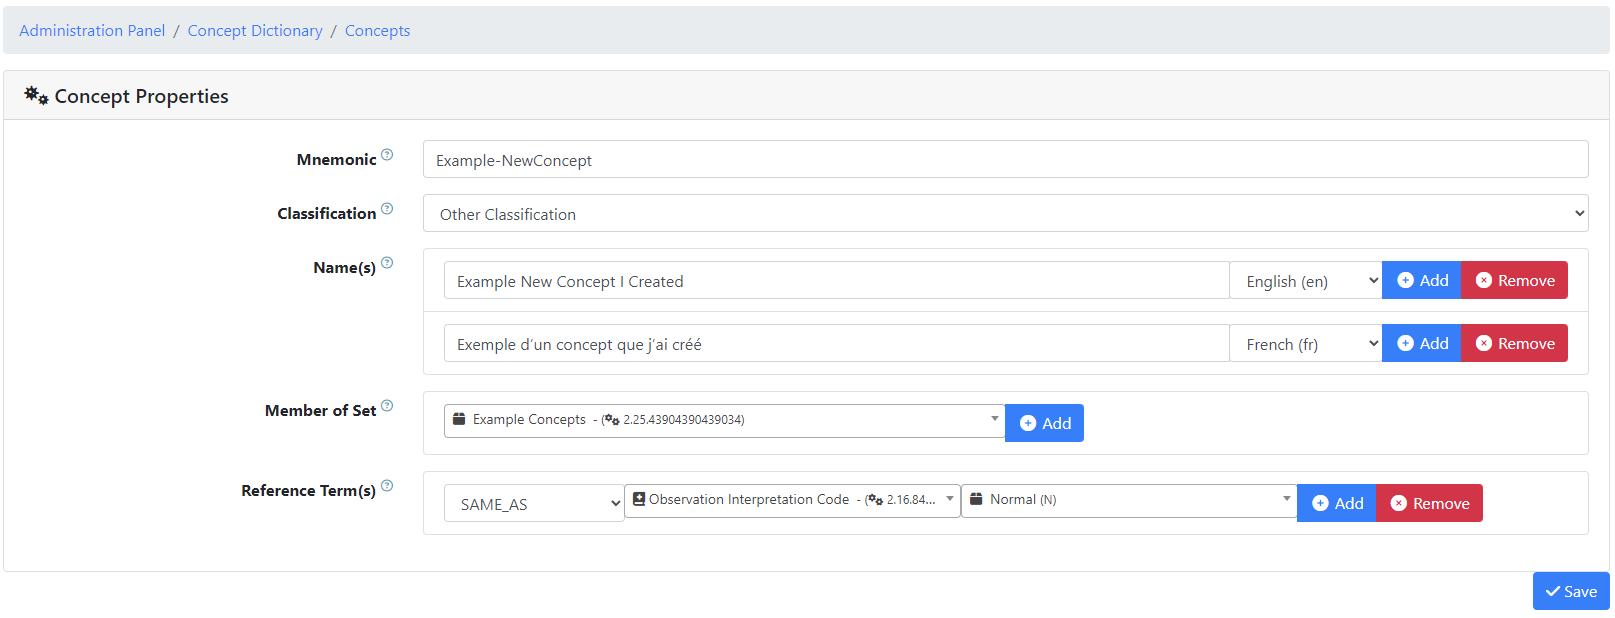 Administration Panel / Concept Dictionary / Concepts
Concept Properties
Mnemonic
Example-NewConcept
Classification
Other Classification
Name(s)
Example New Concept I Created English (en) Add Remove
Exemple d'un concept que j'ai créé French (fr) Add Remove
Member of Set
Example Concepts - (2.25.43904390439034) Add
Reference Term(s)
SAME_AS Observation Interpretation Code - (2.16.84... Normal (N) Add Remove
Save